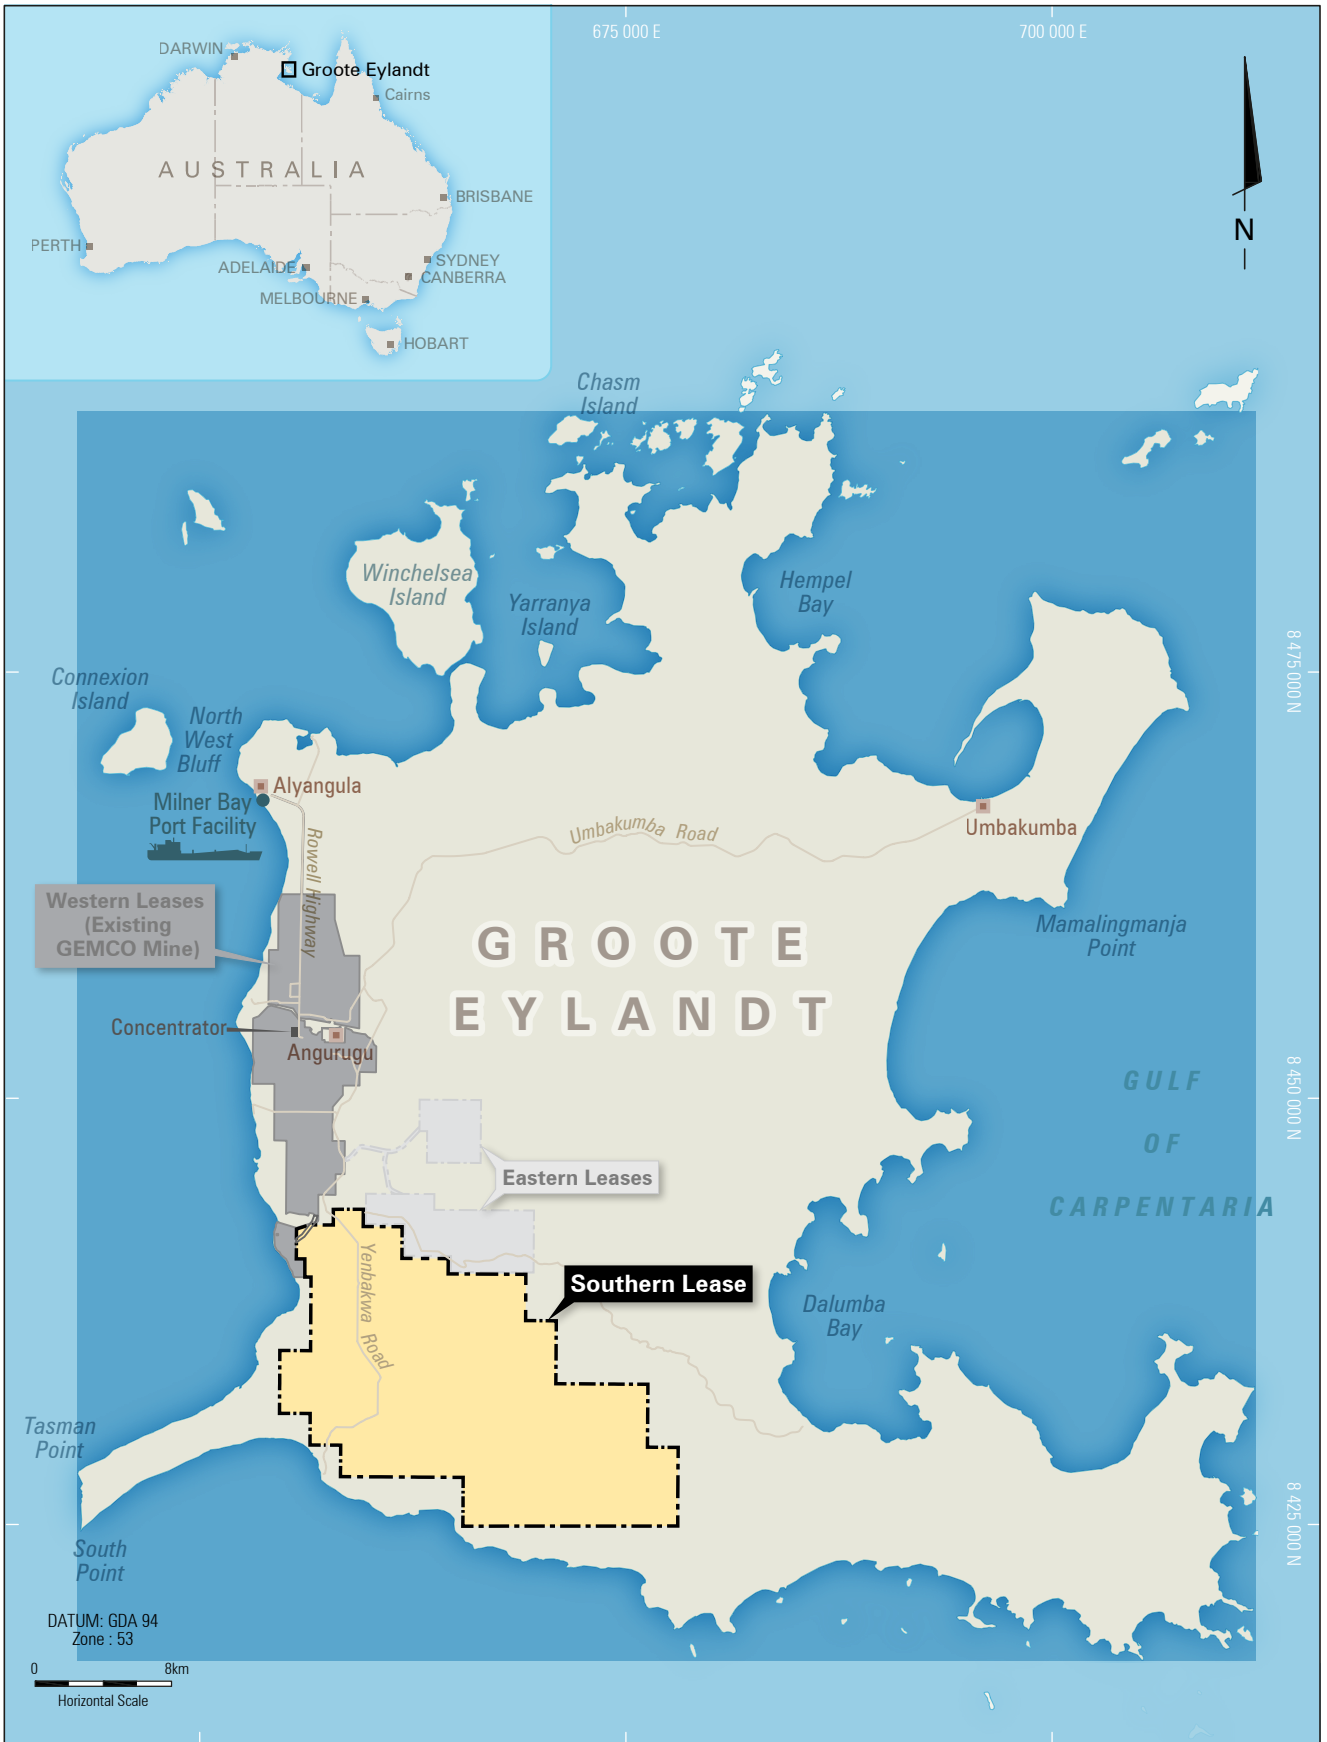 675 000 E
700 000 E
DARWIN
Groote Eylandt
Cairns
AUSTRALIA
BRISBANE
PERTH
ADELAIDE
SYDNEY
CANBERRA
MELBOURNE
HOBART
N
Chasm
Island
Winchelsea
Island
Yarranya
Island
Hempel
Bay
8 475 000 N
Connexion
Island
North
West
Bluff
Alyangula
Milner Bay
Port Facility
Rowell Highway
Umbakumba Road
Umbakumba
Western Leases
(Existing
GEMCO Mine)
GROOTE
EYLANDT
Mamalingmanja
Point
Concentrator
Angurugu
8 450 000 N
GULF
OF
CARPENTARIA
Eastern Leases
Southern Lease
Yenbakwa Road
Dalumba
Bay
Tasman
Point
South
Point
8 425 000 N
DATUM: GDA 94
Zone : 53
0 8km
Horizontal Scale